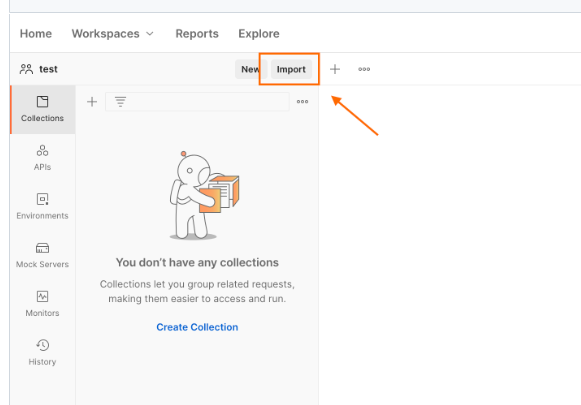 Home Workspaces Reports Explore
test New Import
Collections
APIs
Environments
Mock Servers
Monitors
History
You don't have any collections
Collections let you group related requests,
making them easier to access and run.
Create Collection